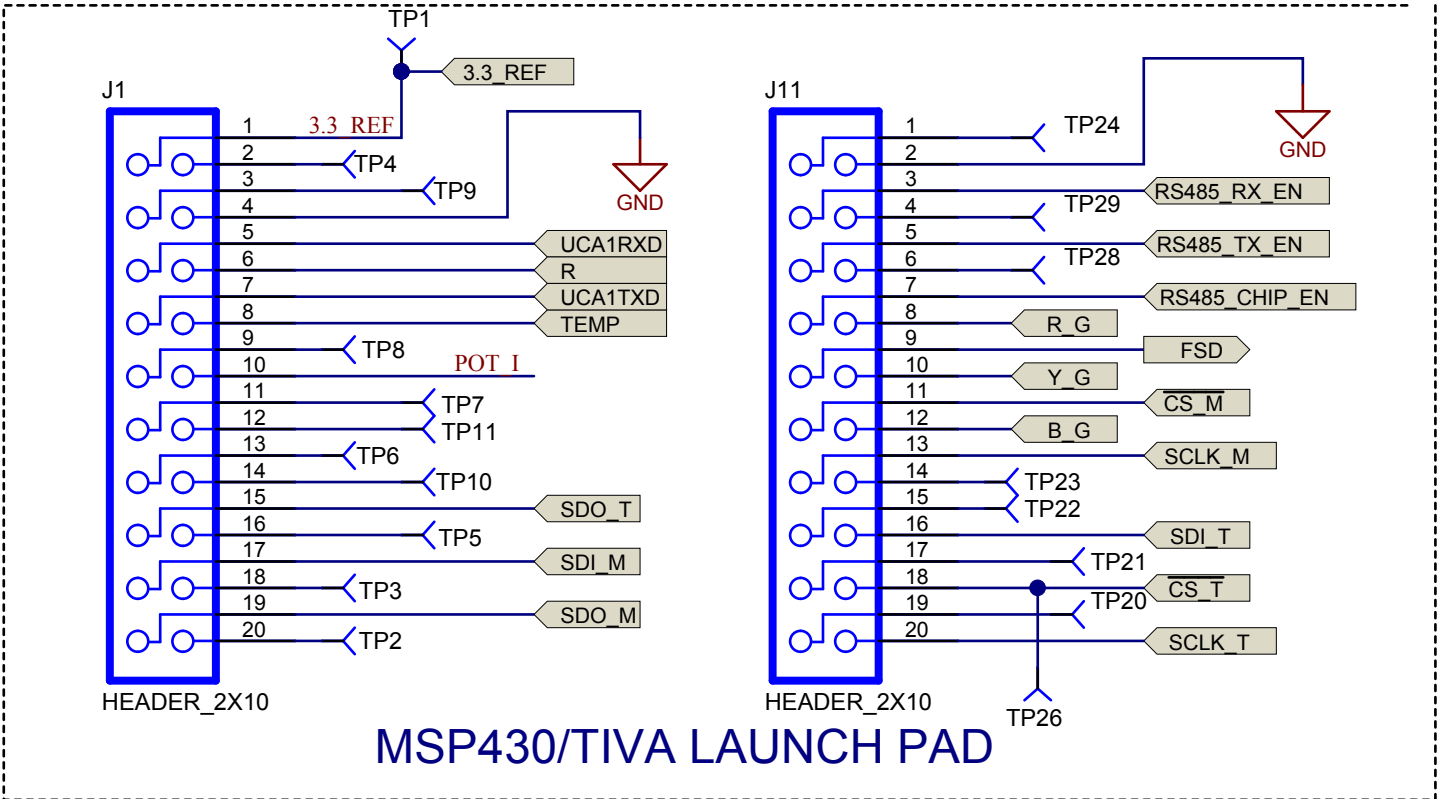 TP1
3.3_REF
J1
1 3.3_REF
2 TP4
3 TP9
4
GND
5 UCA1RXD
6 R
7 UCA1TXD
8 TEMP
9 TP8
10 POT_I
11 TP7
12 TP11
13 TP6
14 TP10
15 SDO_T
16 TP5
17 SDI_M
18 TP3
19 SDO_M
20 TP2
HEADER_2X10
J11
1 TP24
2
GND
3 RS485_RX_EN
4 TP29
5 RS485_TX_EN
6 TP28
7 RS485_CHIP_EN
8 R_G
9 FSD
10 Y_G
11 CS_M
12 B_G
13 SCLK_M
14 TP23
15 TP22
16 SDI_T
17 TP21
18 CS_T
19 TP20
20 SCLK_T
HEADER_2X10
TP26
MSP430/TIVA LAUNCH PAD